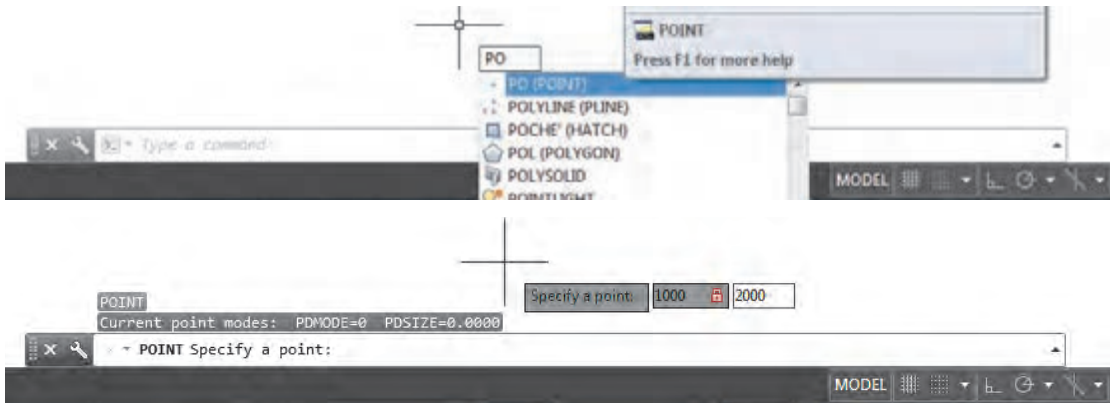 POINT
Press F1 for more help
PO
PO (POINT)
POLYLINE (PLINE)
POCHE' (HATCH)
POL (POLYGON)
POLYSOLID
POINTLIGHT
Type a command
MODEL
Specify a point: 1000 2000
POINT
Current point modes: PDMODE=0 PDSIZE=0.0000
POINT Specify a point:
MODEL